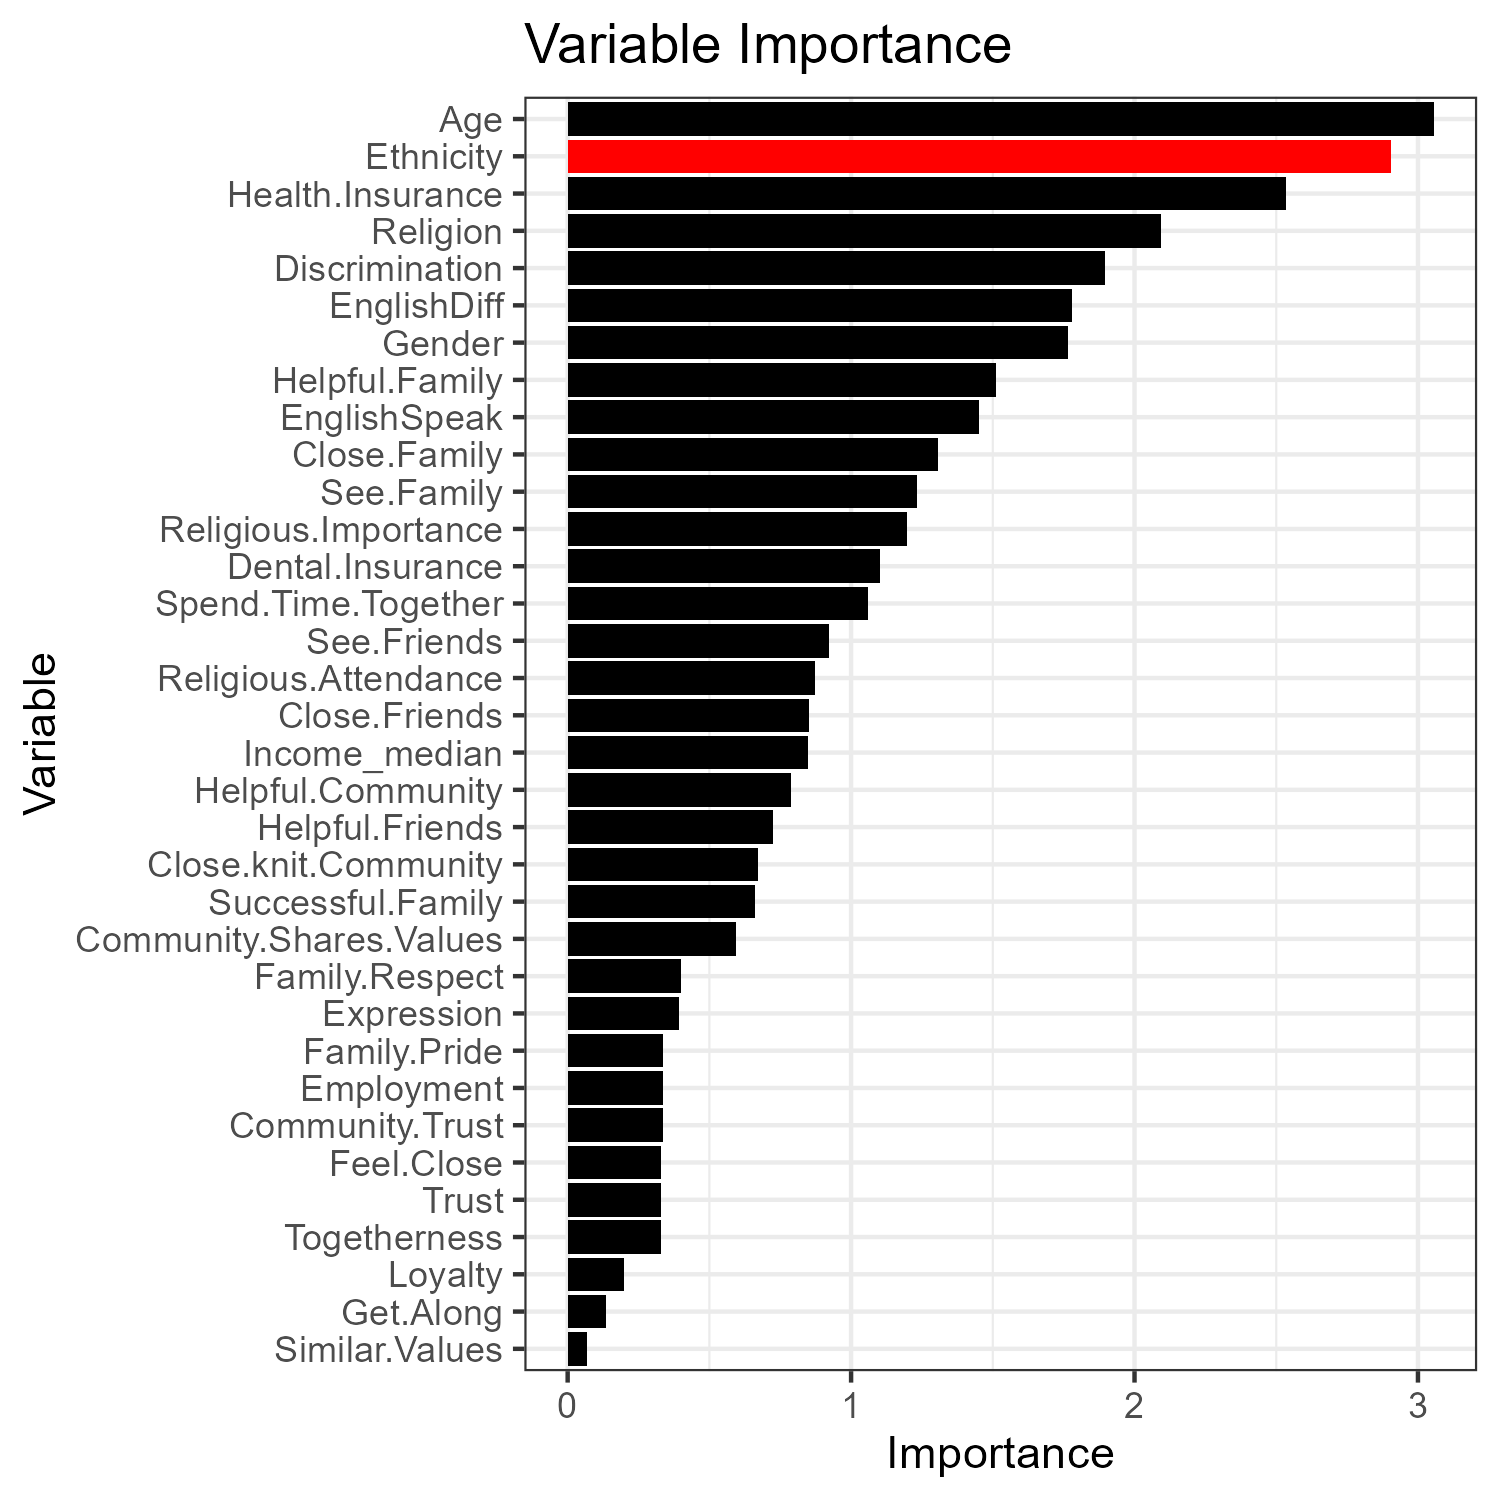 Variable Importance
Age
Ethnicity
Health.Insurance
Religion
Discrimination
EnglishDiff
Gender
Helpful.Family
EnglishSpeak
Close.Family
See.Family
Religious.Importance
Dental.Insurance
Spend.Time.Together
See.Friends
Religious.Attendance
Close.Friends
Income_median
Helpful.Community
Helpful.Friends
Close.knit.Community
Successful.Family
Community.Shares.Values
Family.Respect
Expression
Family.Pride
Employment
Community.Trust
Feel.Close
Trust
Togetherness
Loyalty
Get.Along
Similar.Values
Variable
0 1 2 3
Importance